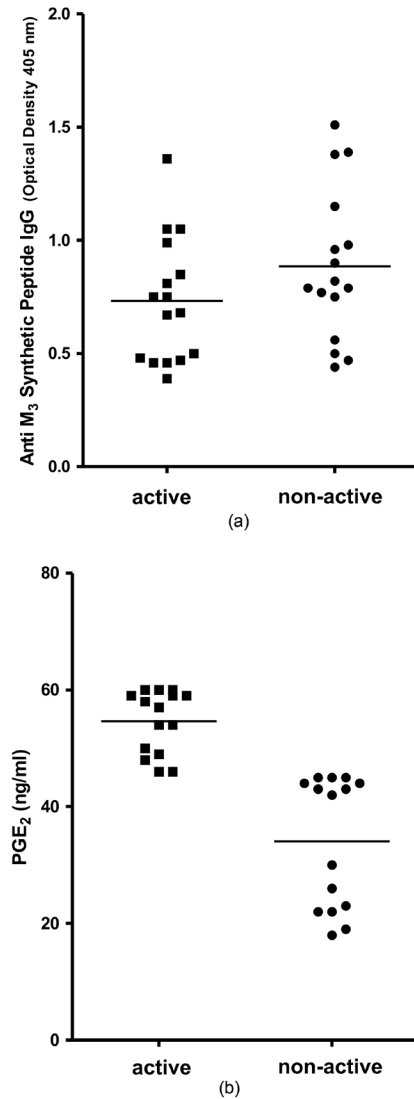 2.0
1.5
1.0
0.5
0.0
Anti M₃ Synthetic Peptide IgG (Optical Density 405 nm)
active non-active
(a)
80
60
40
20
0
PGE₂ (ng/ml)
active non-active
(b)